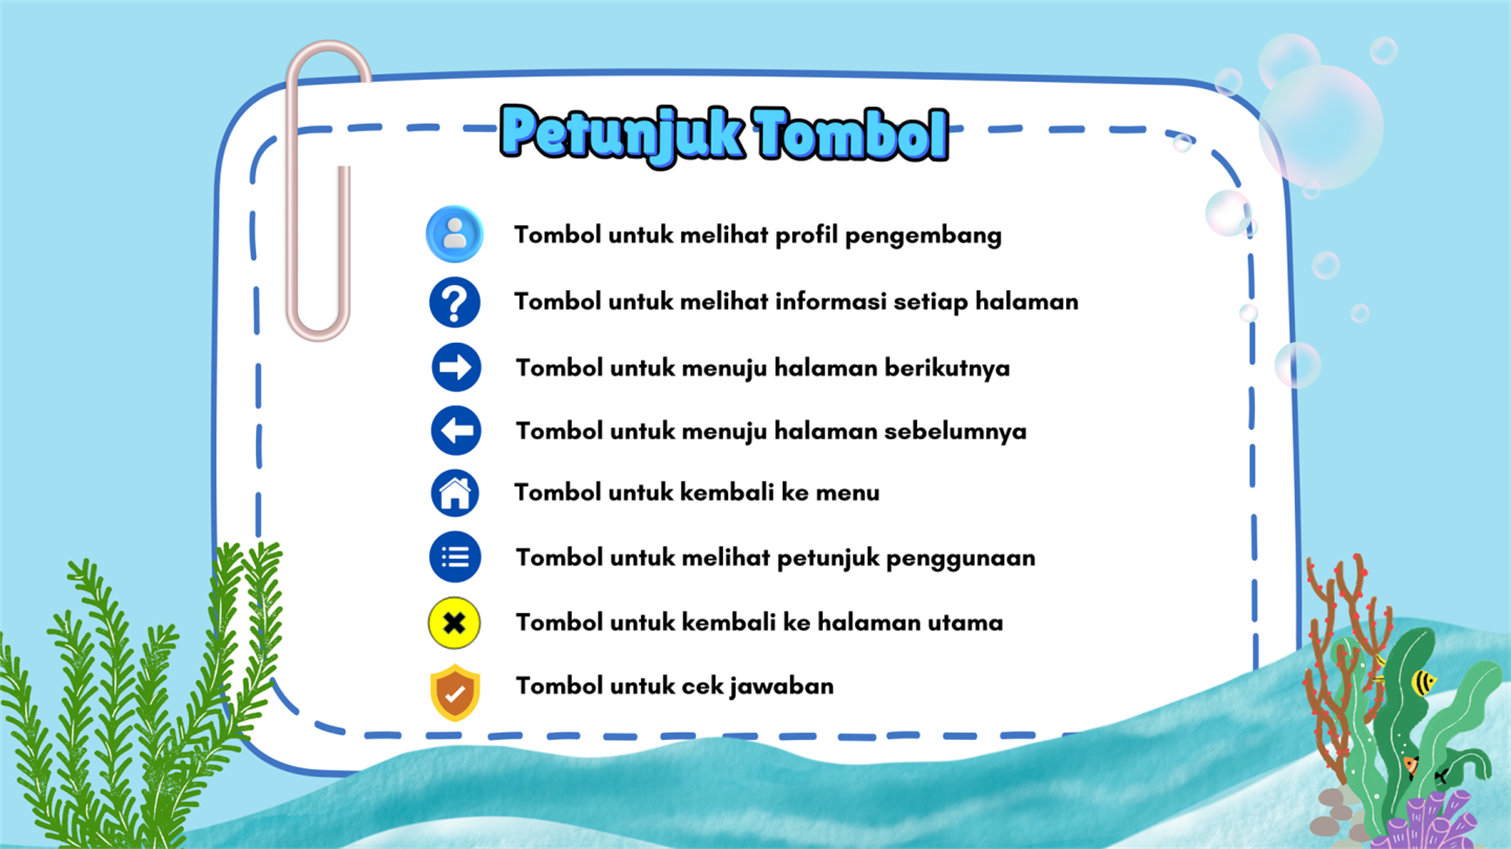 Petunjuk Tombol
Tombol untuk melihat profil pengembang
Tombol untuk melihat informasi setiap halaman
Tombol untuk menuju halaman berikutnya
Tombol untuk menuju halaman sebelumnya
Tombol untuk kembali ke menu
Tombol untuk melihat petunjuk penggunaan
Tombol untuk kembali ke halaman utama
Tombol untuk cek jawaban